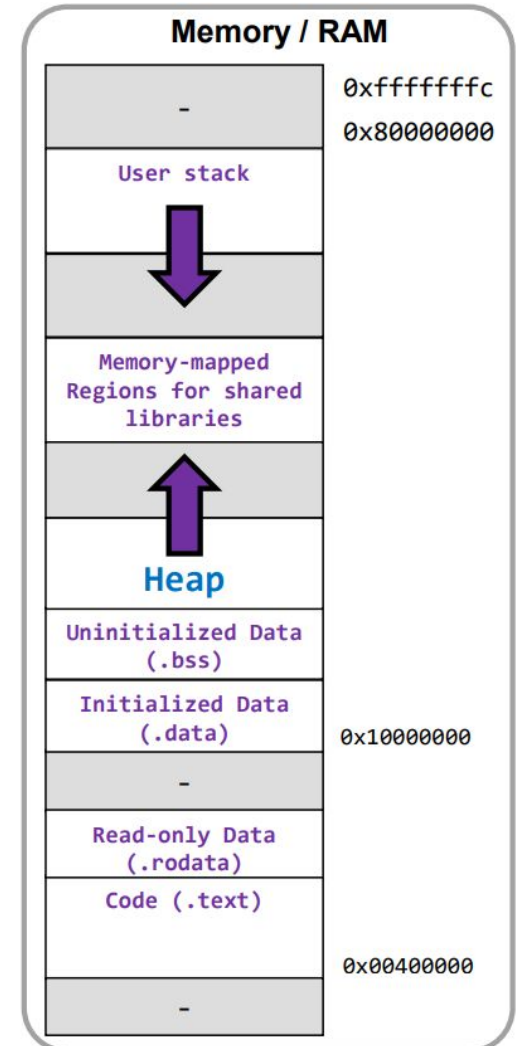 Memory / RAM
0xfffffffc
-
0x80000000
User stack
Memory-mapped
Regions for shared
libraries
Heap
Uninitialized Data
(.bss)
Initialized Data
(.data)
0x10000000
-
Read-only Data
(.rodata)
Code (.text)
0x00400000
-